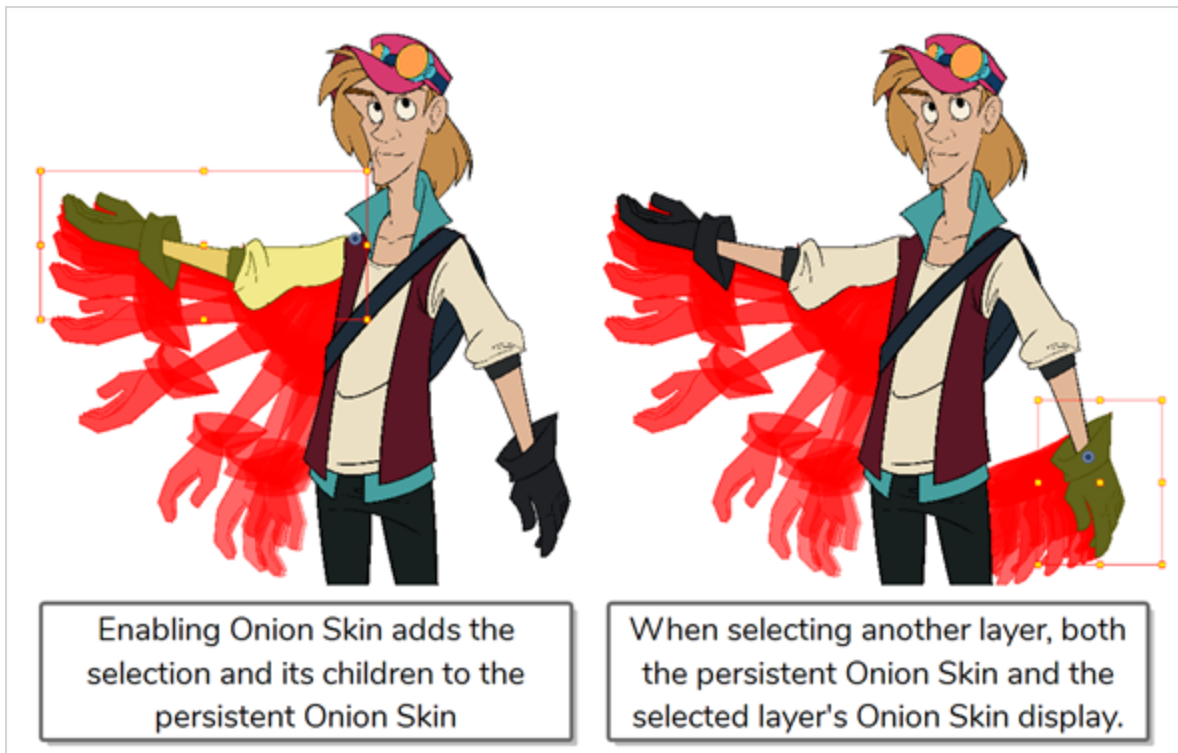 Enabling Onion Skin adds the
selection and its children to the
persistent Onion Skin
When selecting another layer, both
the persistent Onion Skin and the
selected layer's Onion Skin display.